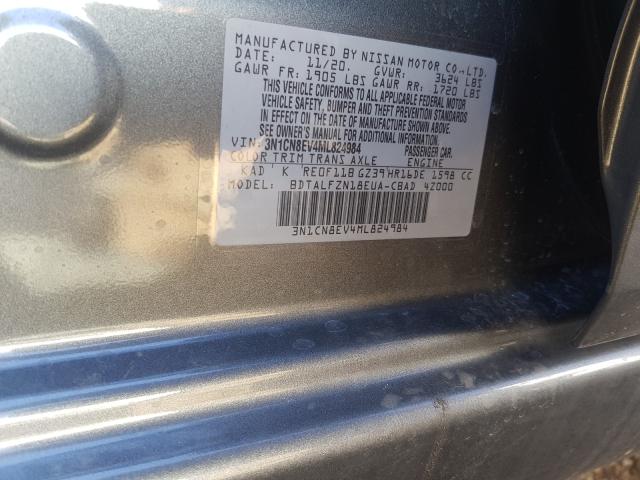 MANUFACTURED BY NISSAN MOTOR CO.,LTD.
DATE: 11/20. GVWR: 3624 LBS
GAWR FR: 1905 LBS GAWR RR: 1720 LBS
THIS VEHICLE CONFORMS TO ALL APPLICABLE FEDERAL MOTOR
VEHICLE SAFETY, BUMPER AND THEFT PREVENTION STANDARDS
IN EFFECT ON THE DATE OF MANUFACTURE SHOWN ABOVE.
SEE OWNERS MANUAL FOR ADDITIONAL INFORMATION.
VIN: 3N1CN8EV4ML824984 PASSENGER CAR
COLOR TRIM TRANS AXLE ENGINE
KAD K RE0F11B GZ39 HR16DE 1598 CC
MODEL: BDTALFZN18EUA-CBAD 42000
3N1CN8EV4ML824984